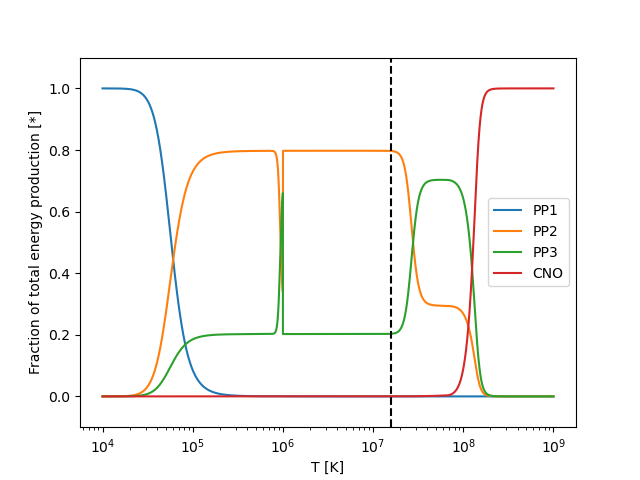 Fraction of total energy production [*]
1.0
0.8
0.6
0.4
0.2
0.0
PP1
PP2
PP3
CNO
10⁴
10⁵
10⁶
10⁷
10⁸
10⁹
T [K]